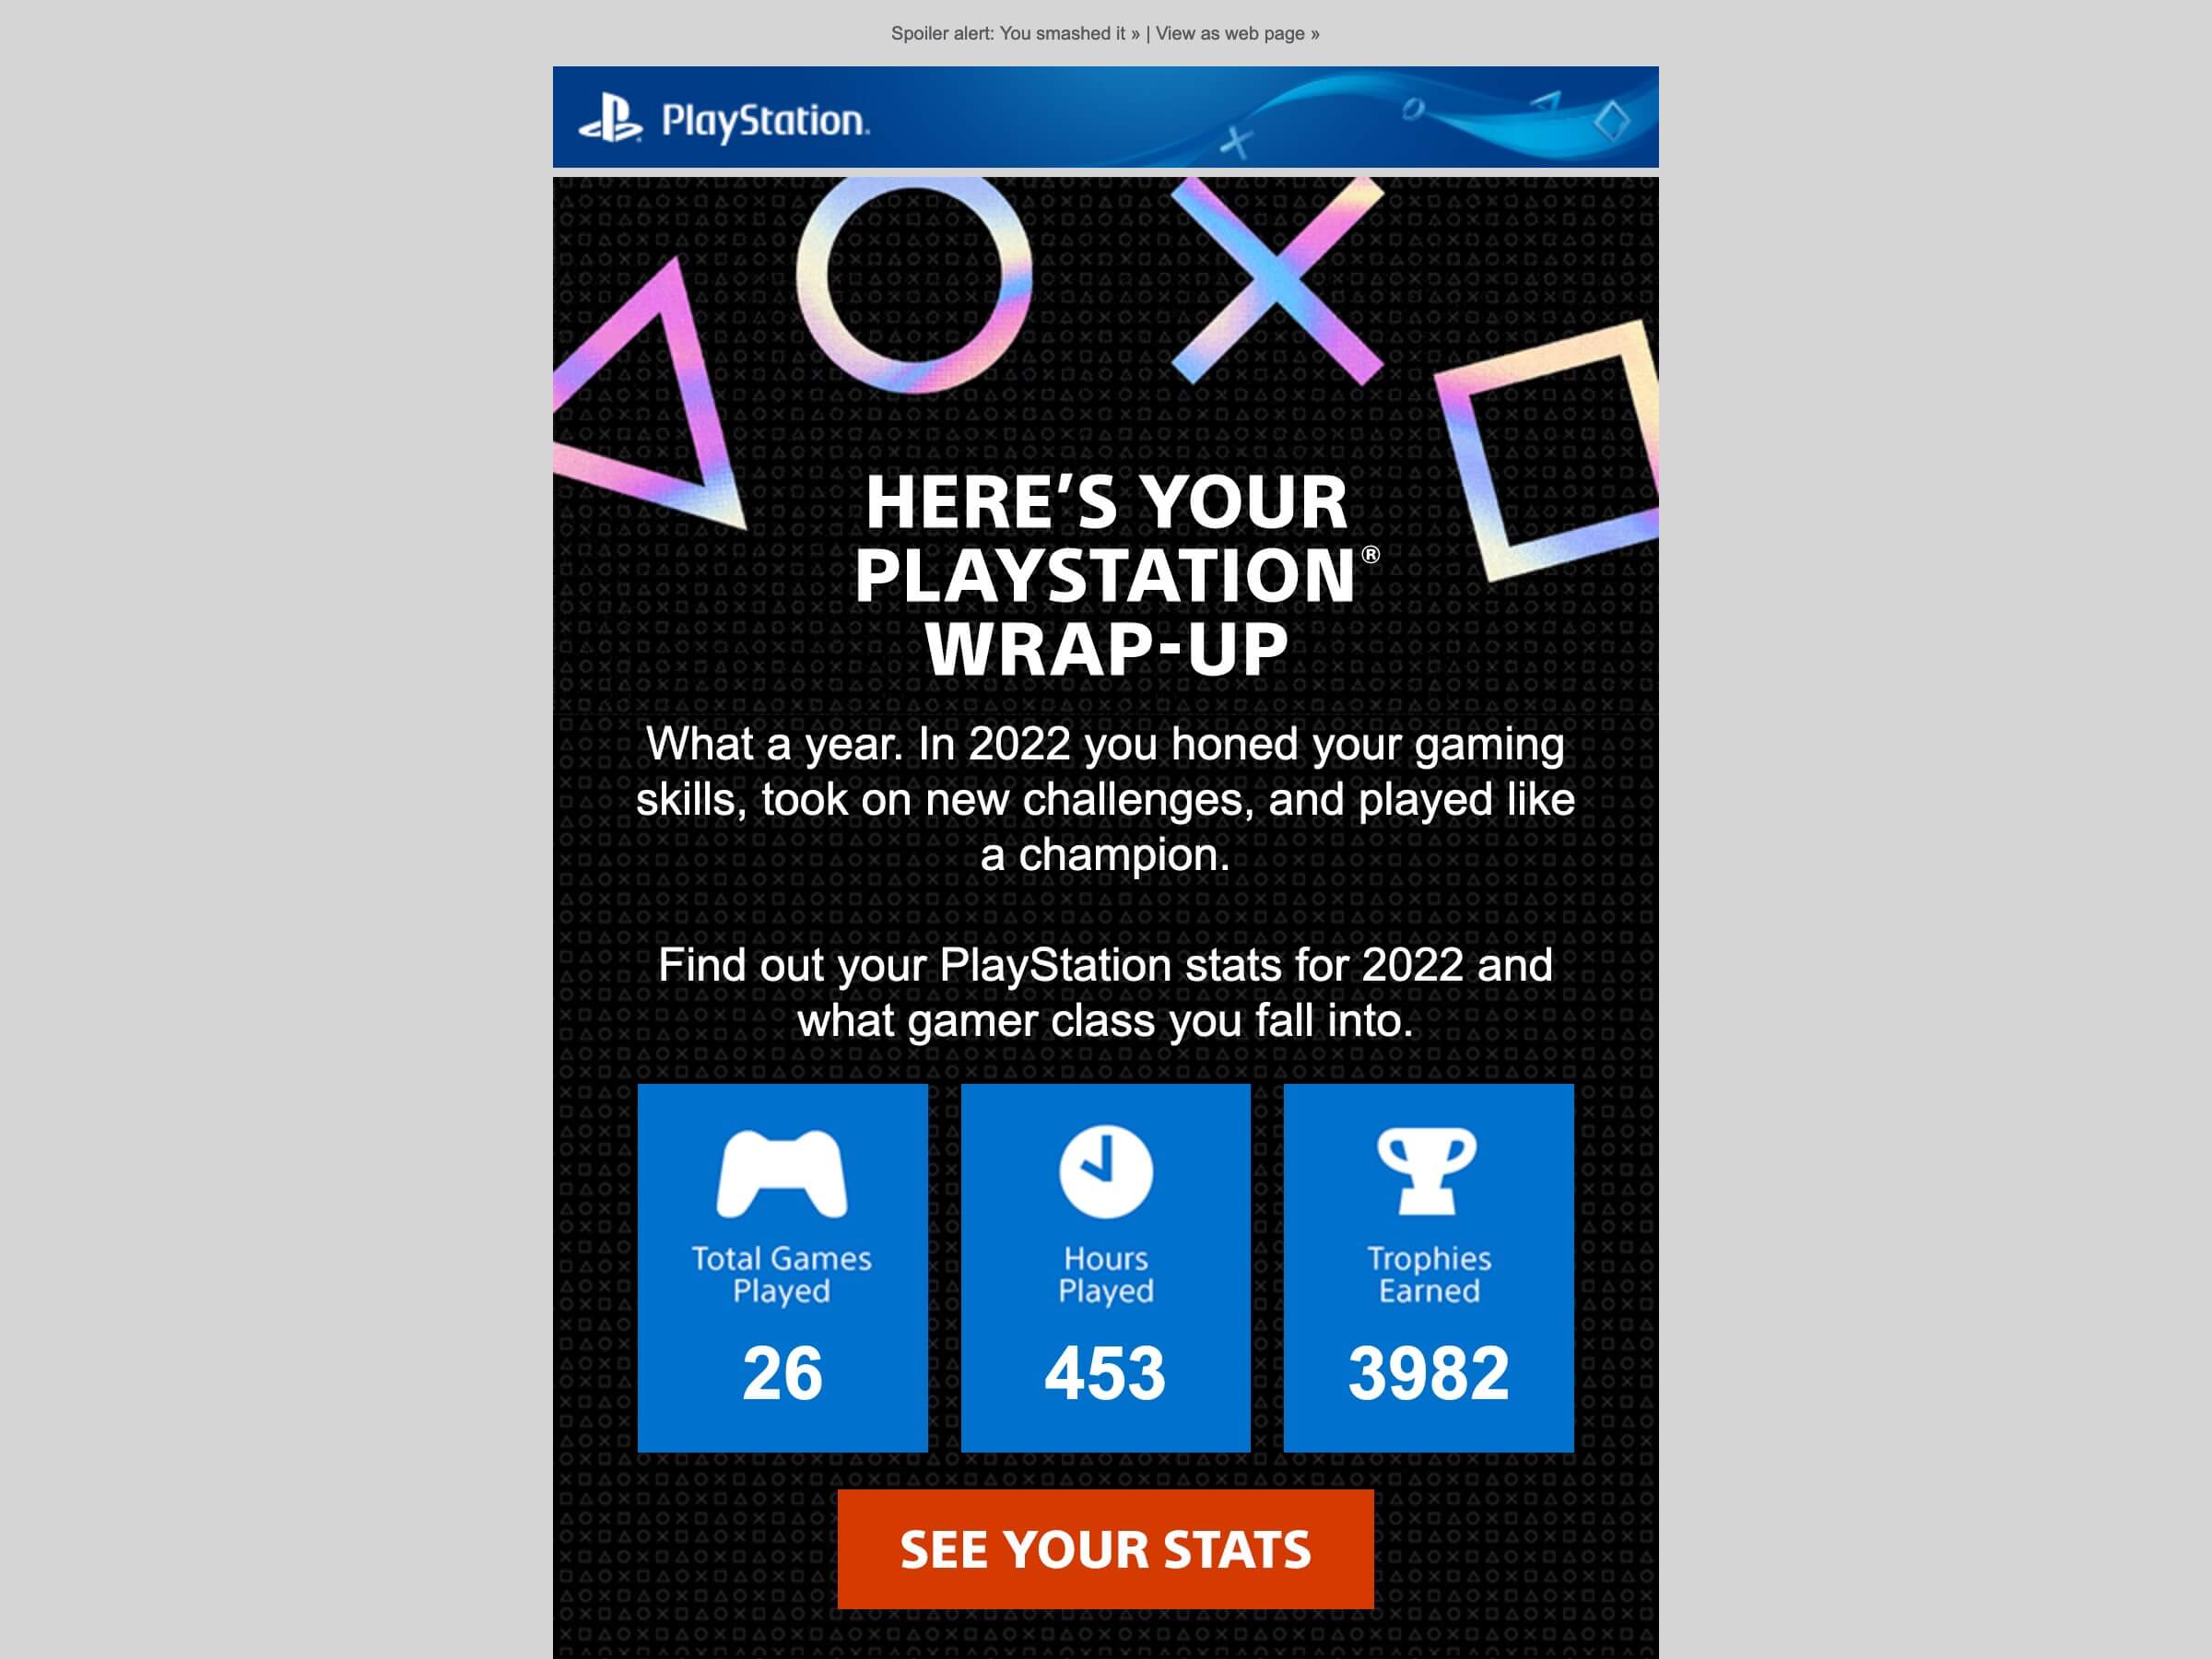 Spoiler alert: You smashed it » | View as web page »
PlayStation.
HERE’S YOUR
PLAYSTATION®
WRAP-UP
What a year. In 2022 you honed your gaming
skills, took on new challenges, and played like
a champion.
Find out your PlayStation stats for 2022 and
what gamer class you fall into.
Total Games
Played
26
Hours
Played
453
Trophies
Earned
3982
SEE YOUR STATS